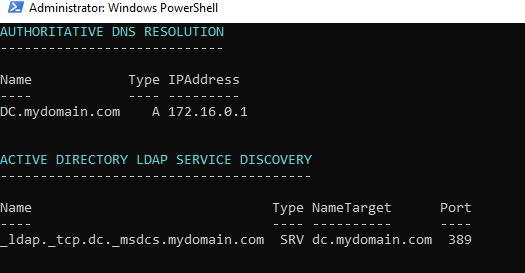 Administrator: Windows PowerShell
AUTHORITATIVE DNS RESOLUTION
----------------------------
Name            Type IPAddress
----            ---- ---------
DC.mydomain.com    A 172.16.0.1
ACTIVE DIRECTORY LDAP SERVICE DISCOVERY
---------------------------------------
Name                              Type NameTarget      Port
----                              ---- ----------      ----
_ldap._tcp.dc._msdcs.mydomain.com  SRV dc.mydomain.com  389